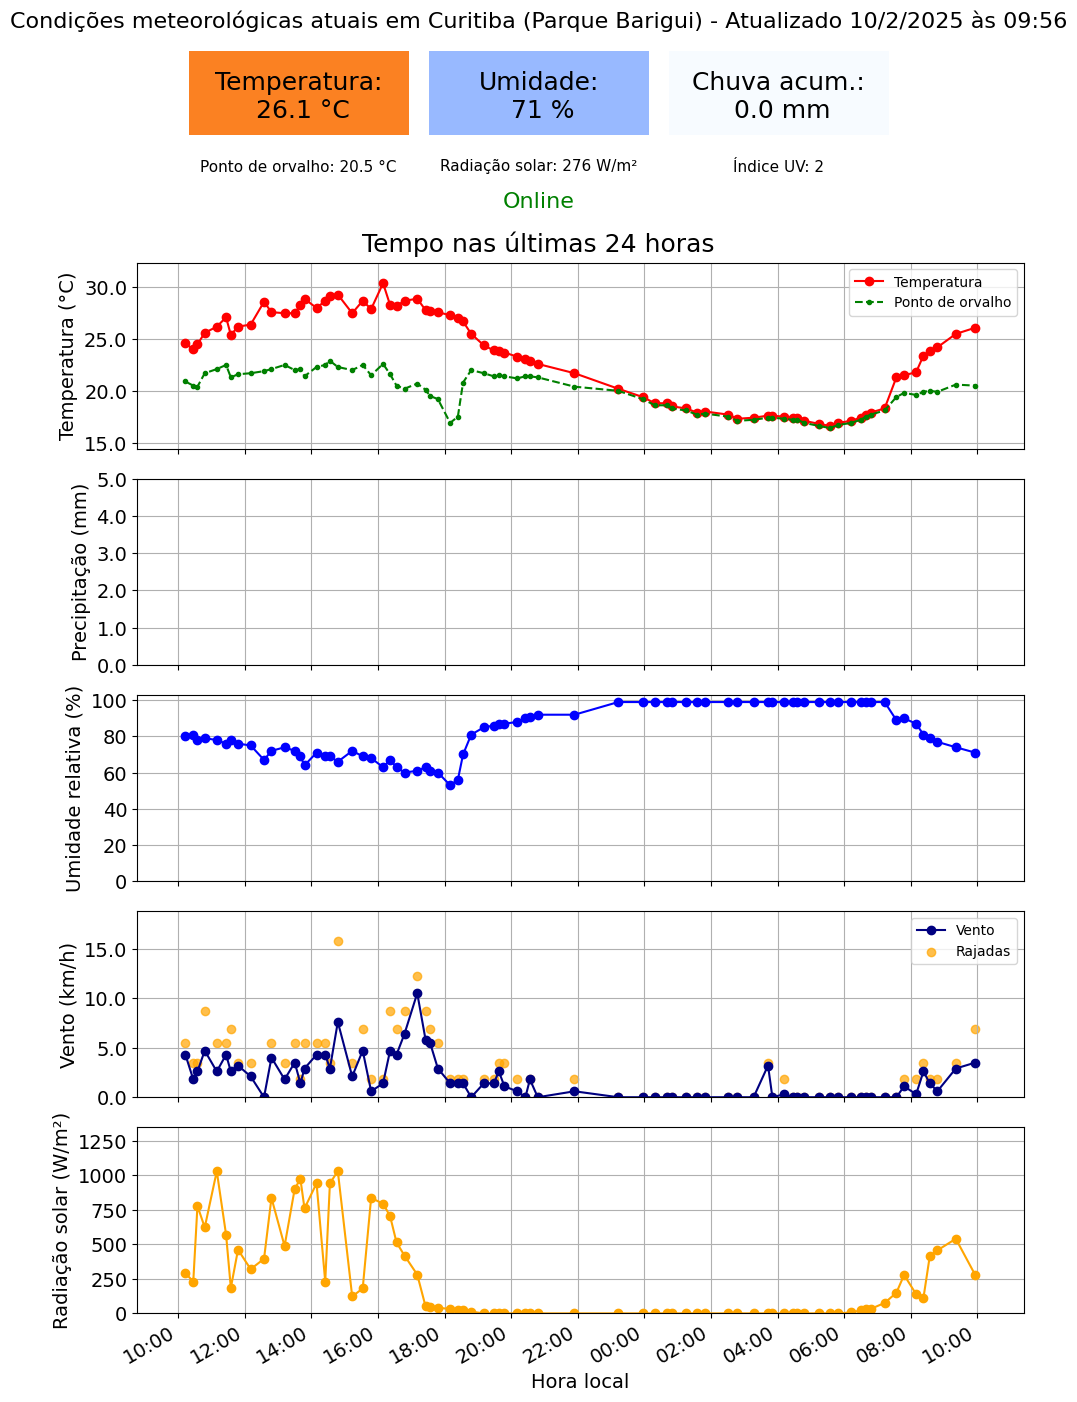 Condições meteorológicas atuais em Curitiba (Parque Barigui) - Atualizado 10/2/2025 às 09:56
Temperatura:
26.1 °C
Umidade:
71 %
Chuva acum.:
0.0 mm
Ponto de orvalho: 20.5 °C
Radiação solar: 276 W/m²
Índice UV: 2
Online
Tempo nas últimas 24 horas
Temperatura (°C)
30.0
25.0
20.0
15.0
Temperatura
Ponto de orvalho
Precipitação (mm)
5.0
4.0
3.0
2.0
1.0
0.0
Umidade relativa (%)
100
80
60
40
20
0
Vento (km/h)
15.0
10.0
5.0
0.0
Vento
Rajadas
Radiação solar (W/m²)
1250
1000
750
500
250
0
10:00
12:00
14:00
16:00
18:00
20:00
22:00
00:00
02:00
04:00
06:00
08:00
10:00
Hora local